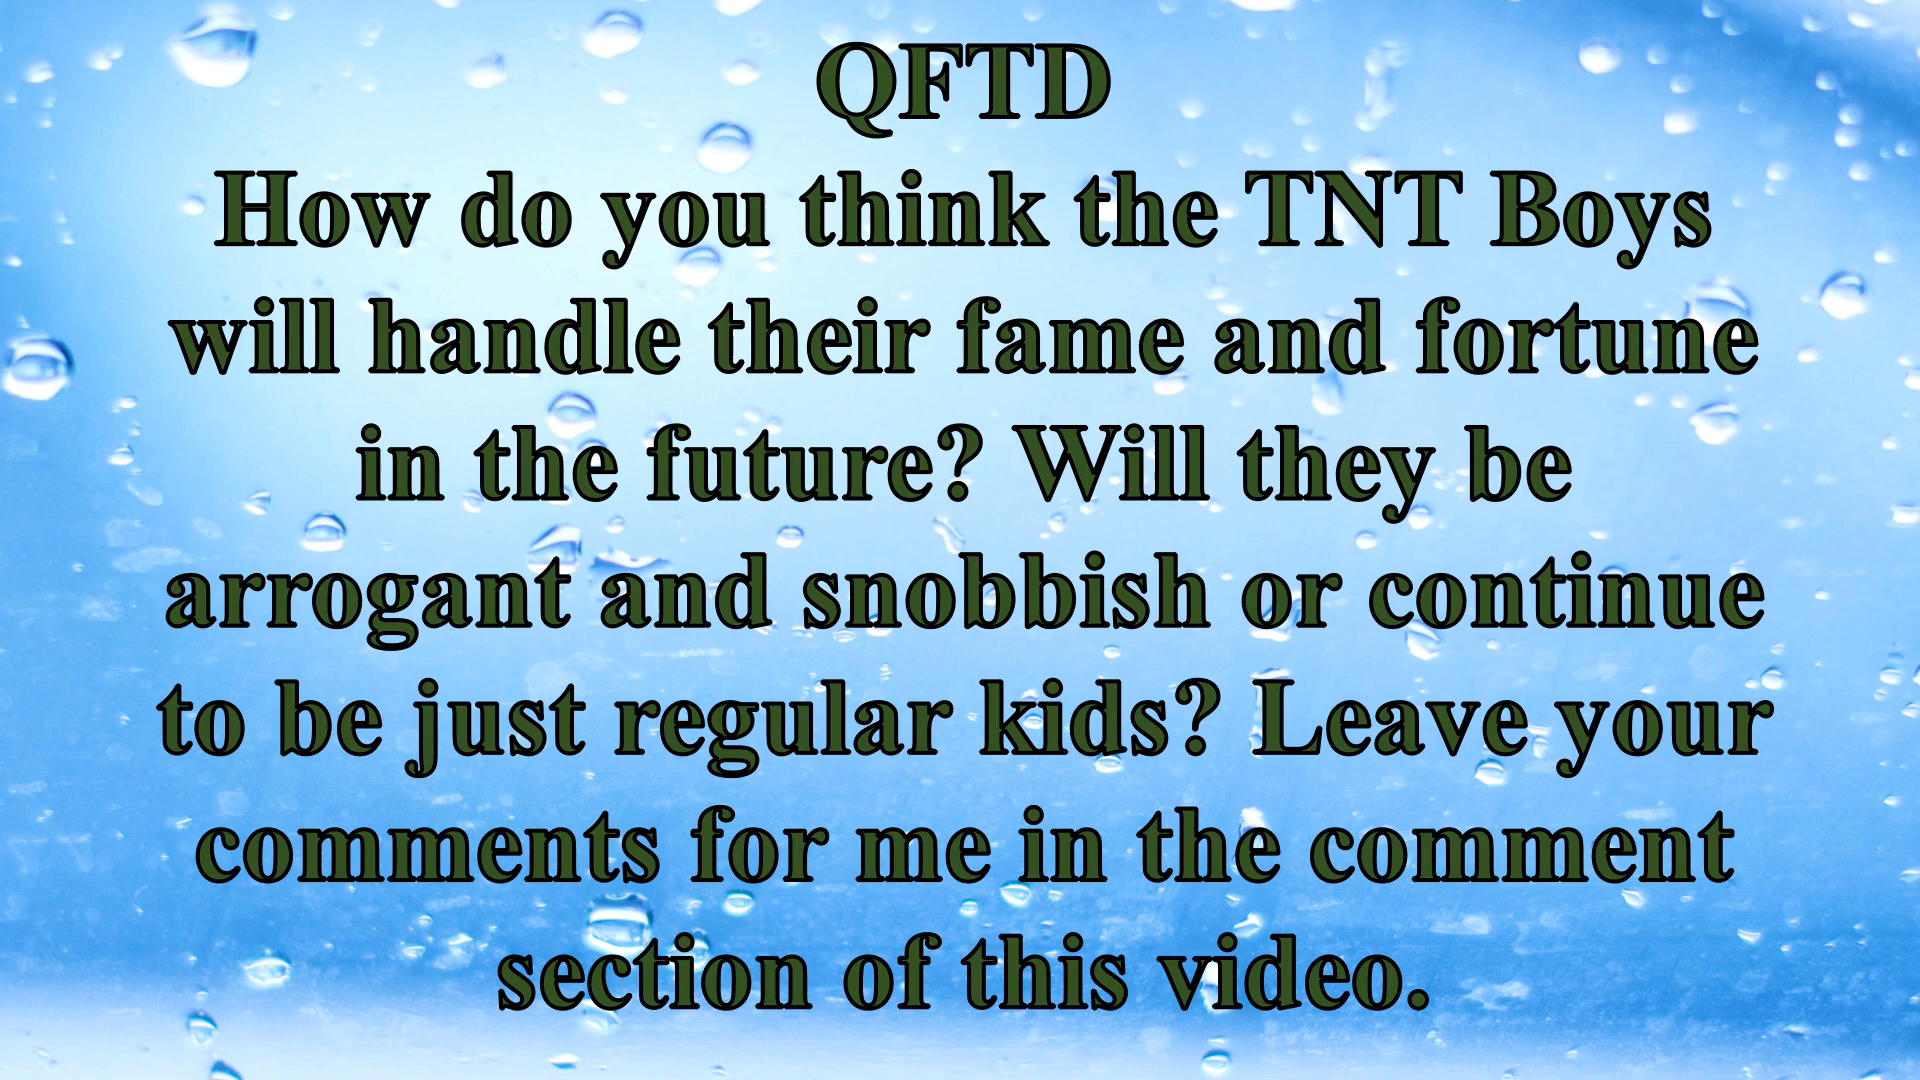 QFTD
How do you think the TNT Boys
will handle their fame and fortune
in the future? Will they be
arrogant and snobbish or continue
to be just regular kids? Leave your
comments for me in the comment
section of this video.